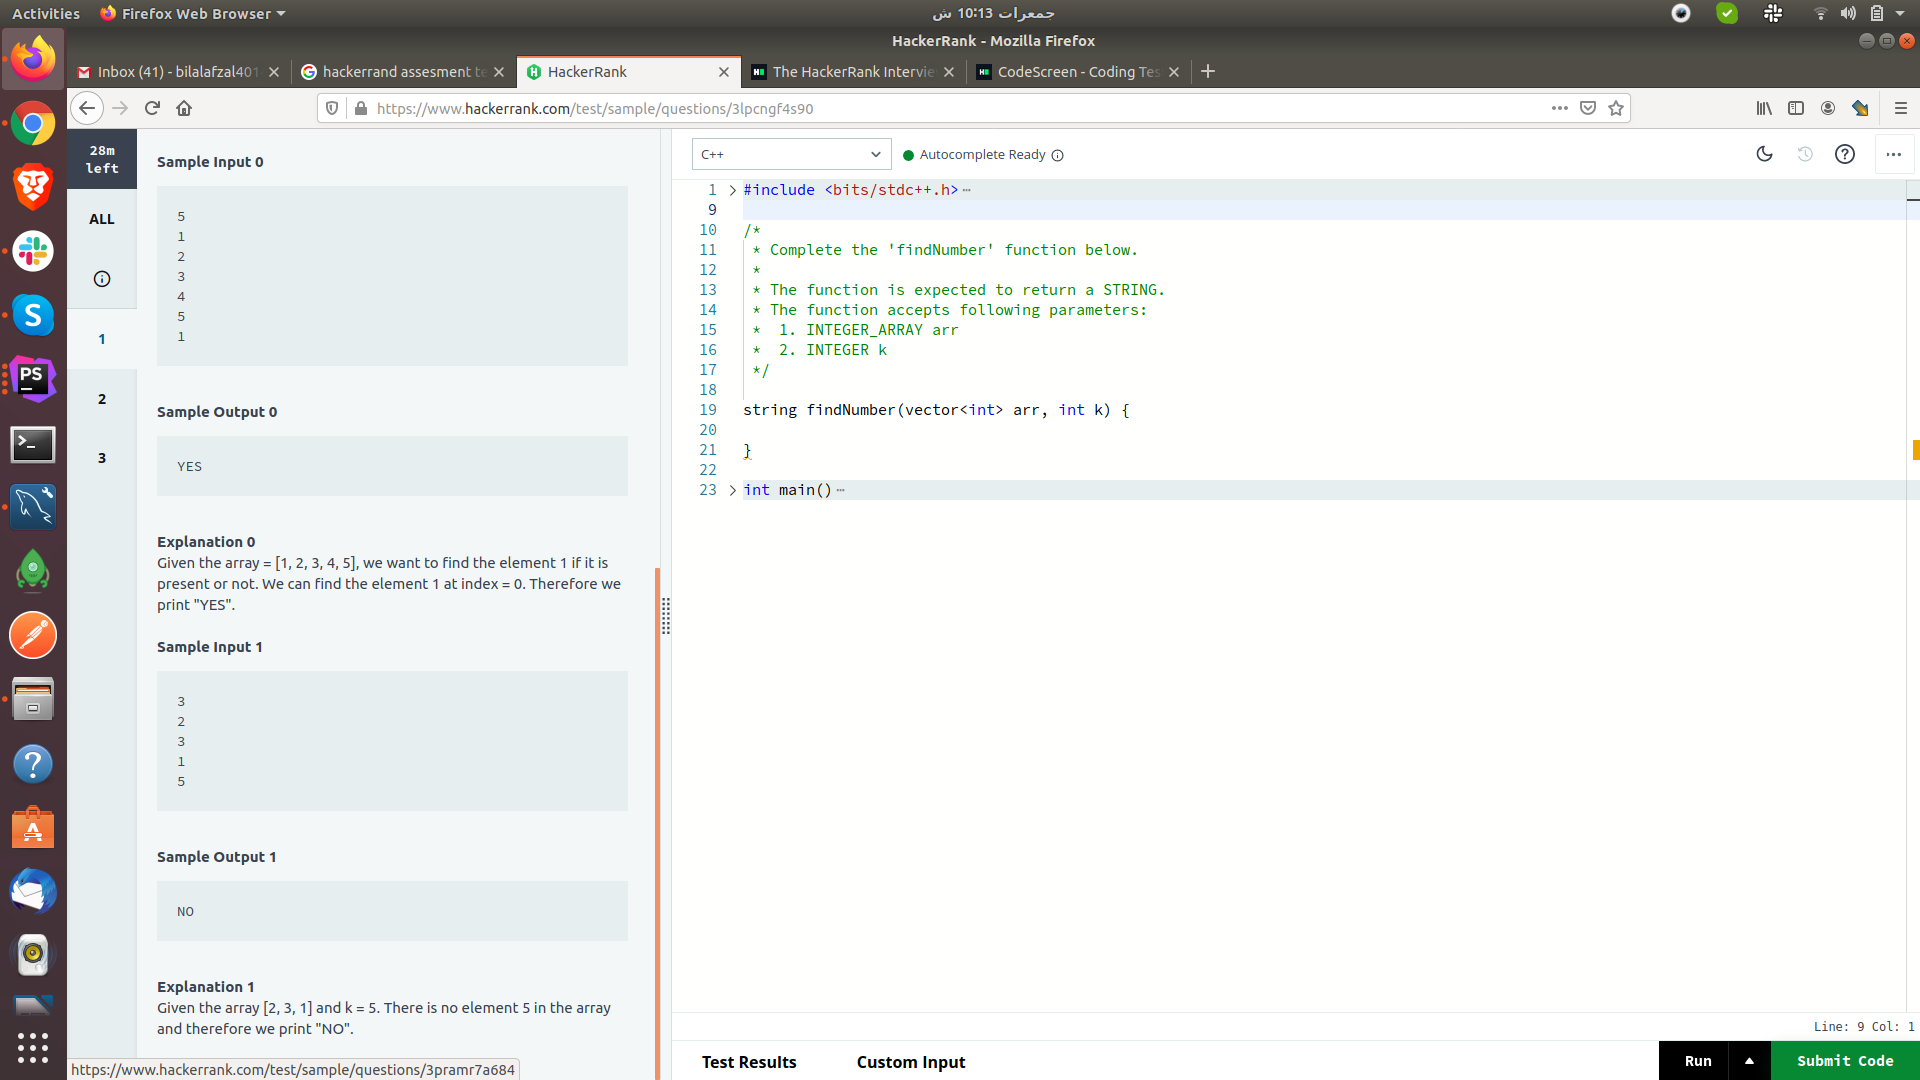 Activities
Firefox Web Browser
جمعرات 10:13 ش
HackerRank - Mozilla Firefox
Inbox (41) - bilalafzal401
hackerrand assesment te
HackerRank
The HackerRank Intervie
CodeScreen - Coding Tes
https://www.hackerrank.com/test/sample/questions/3lpcngf4s90
28m
left
ALL
1
2
3
Sample Input 0
5
1
2
3
4
5
1
Sample Output 0
YES
Explanation 0
Given the array = [1, 2, 3, 4, 5], we want to find the element 1 if it is
present or not. We can find the element 1 at index = 0. Therefore we
print "YES".
Sample Input 1
3
2
3
1
5
Sample Output 1
NO
Explanation 1
Given the array [2, 3, 1] and k = 5. There is no element 5 in the array
and therefore we print "NO".
https://www.hackerrank.com/test/sample/questions/3pramr7a684
C++
Autocomplete Ready
1 #include <bits/stdc++.h>
9
10 /*
11 * Complete the 'findNumber' function below.
12 *
13 * The function is expected to return a STRING.
14 * The function accepts following parameters:
15 *  1. INTEGER_ARRAY arr
16 *  2. INTEGER k
17 */
18
19 string findNumber(vector<int> arr, int k) {
20
21 }
22
23 int main()
Line: 9 Col: 1
Test Results
Custom Input
Run
Submit Code
PS